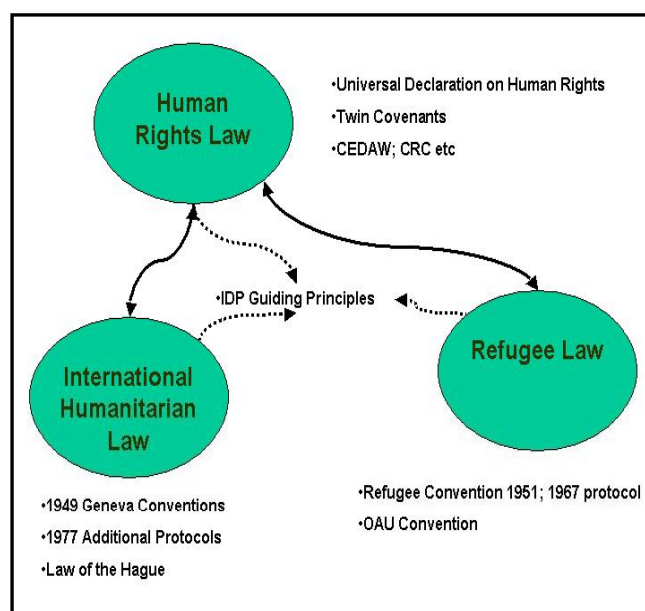 Human
Rights Law
•Universal Declaration on Human Rights
•Twin Covenants
•CEDAW; CRC etc
•IDP Guiding Principles
International
Humanitarian
Law
Refugee Law
•1949 Geneva Conventions
•1977 Additional Protocols
•Law of the Hague
•Refugee Convention 1951; 1967 protocol
•OAU Convention